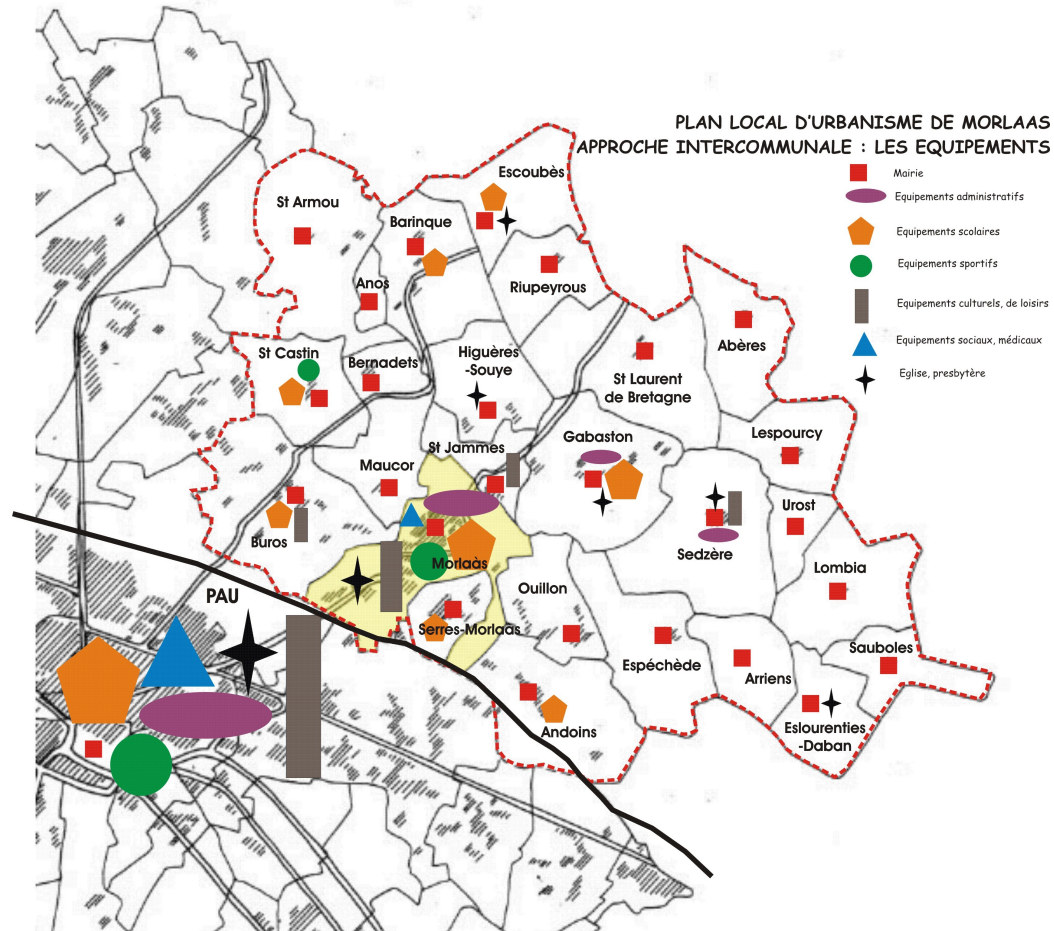 PLAN LOCAL D'URBANISME DE MORLAAS
APPROCHE INTERCOMMUNALE : LES EQUIPEMENTS
Mairie
Equipements administratifs
Equipements scolaires
Equipements sportifs
Equipements culturels, de loisirs
Equipements sociaux, médicaux
Eglise, presbytère
Escoubès
St Armou
Barinque
Anos
Riupeyrous
Abères
St Castin
Bernadets
Higuères
-Souye
St Laurent
de Bretagne
Lespourcy
Gabaston
St Jammes
Maucor
Urost
Buros
Sedzère
Morlaàs
Lombia
Ouillon
PAU
Serres-Morlaàs
Sauboles
Espéchède
Arriens
Andoins
Eslourenties
-Daban